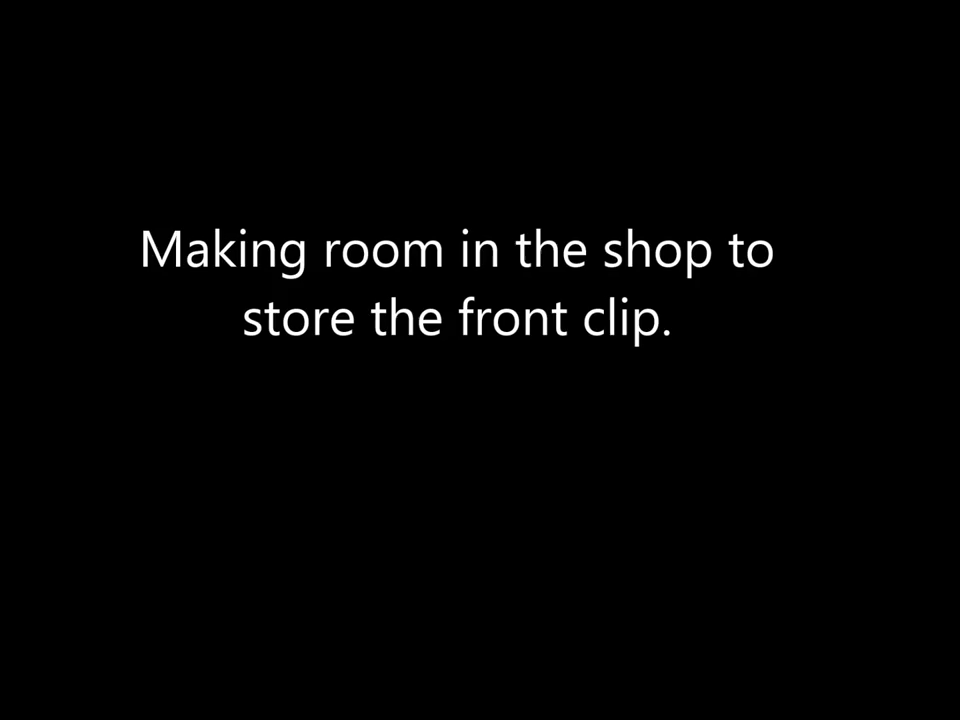 Making room in the shop to
store the front clip.